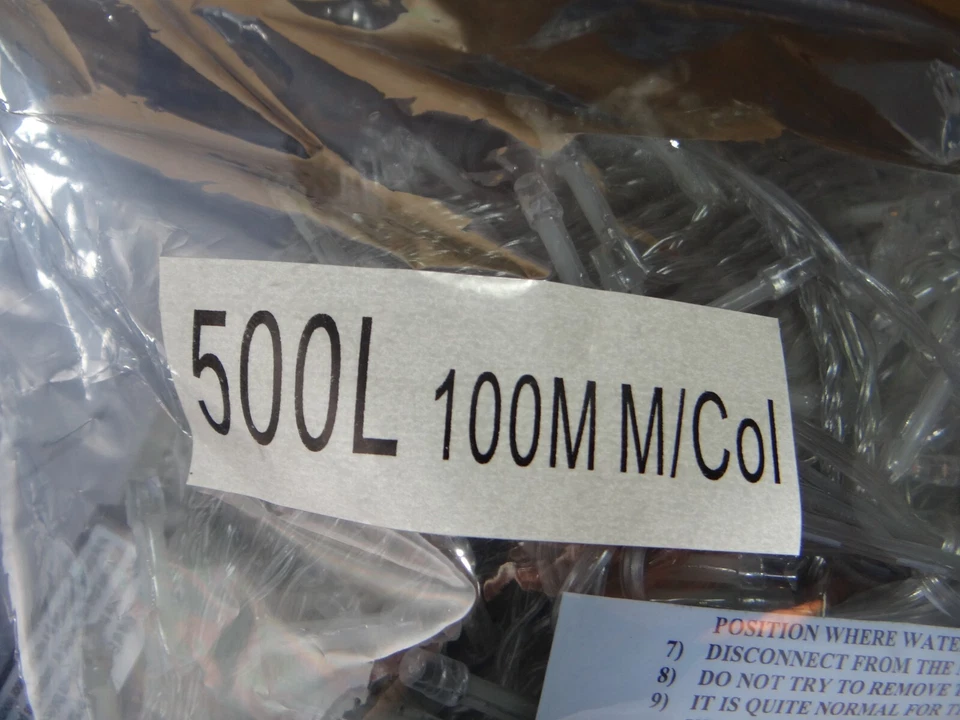 500L 100M M/Col
POSITION WHERE WATE
7) DISCONNECT FROM THE
8) DO NOT TRY TO REMOVE
9) IT IS QUITE NORMAL FOR